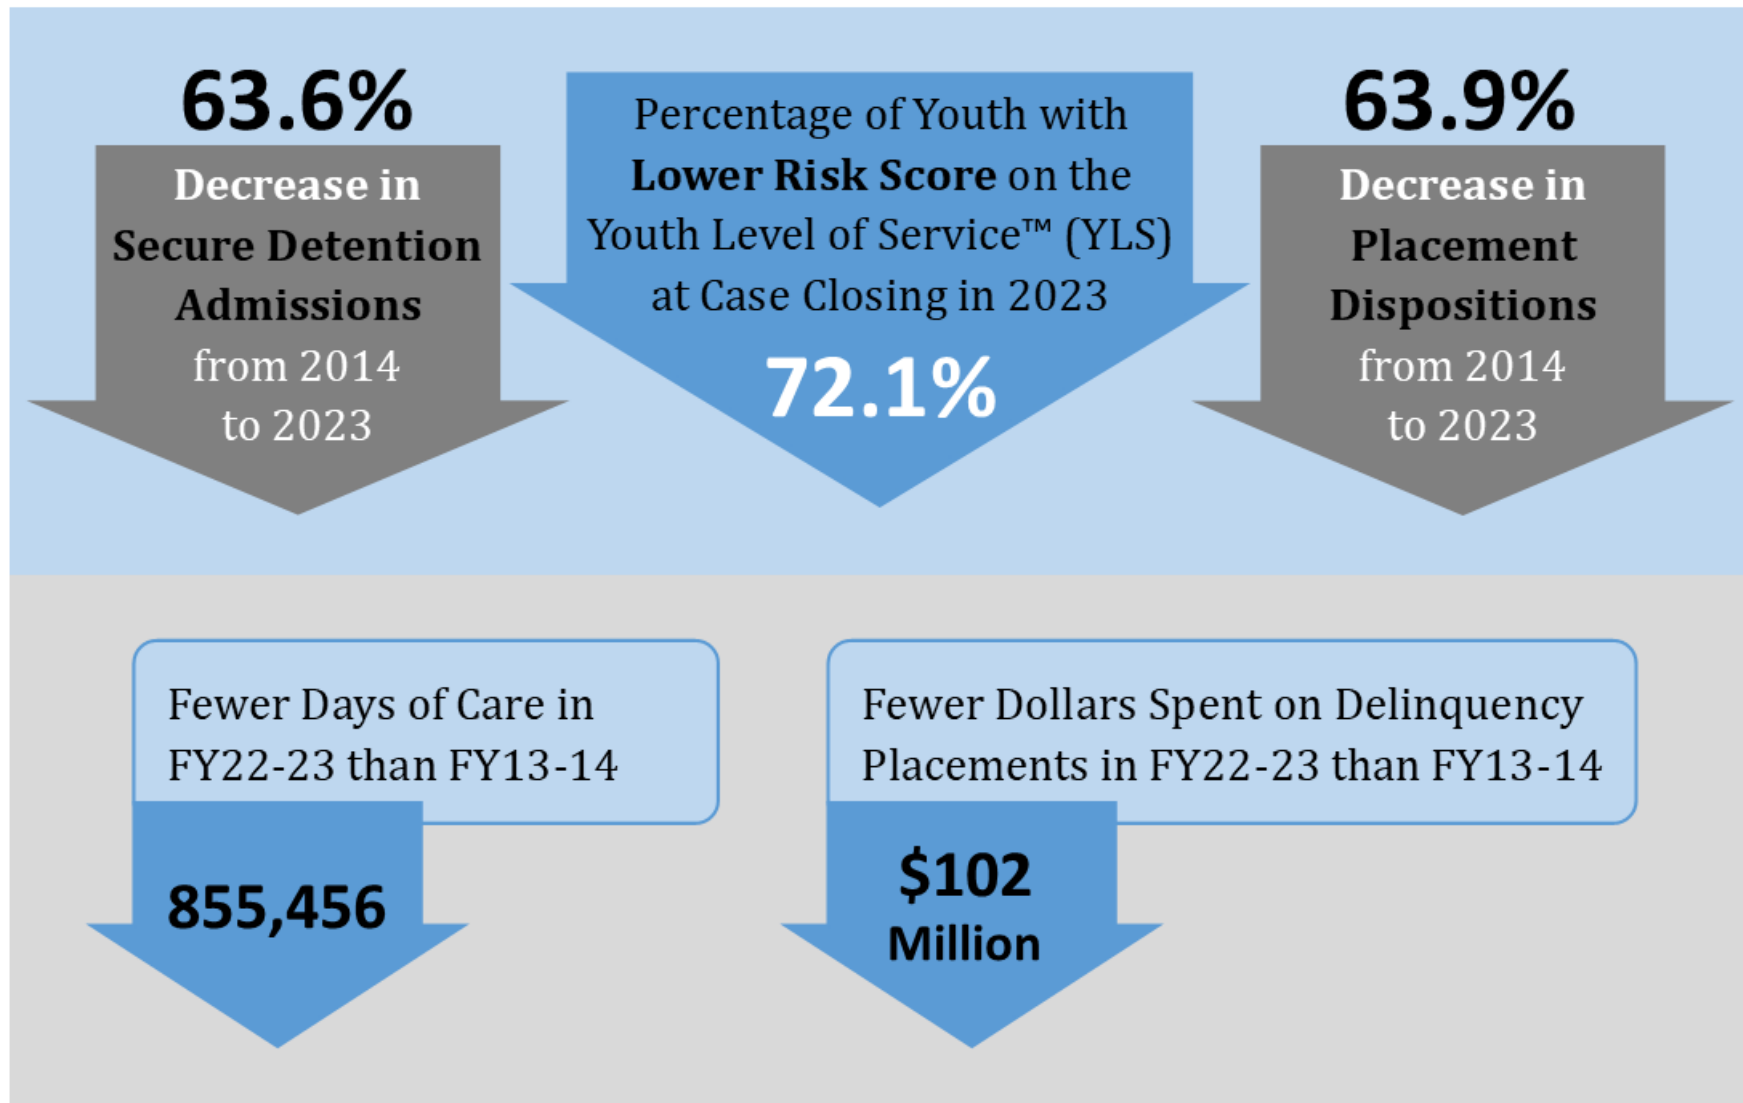 63.6%
Decrease in
Secure Detention
Admissions
from 2014
to 2023
Percentage of Youth with
Lower Risk Score on the
Youth Level of Service™ (YLS)
at Case Closing in 2023
72.1%
63.9%
Decrease in
Placement
Dispositions
from 2014
to 2023
Fewer Days of Care in
FY22-23 than FY13-14
855,456
Fewer Dollars Spent on Delinquency
Placements in FY22-23 than FY13-14
$102
Million